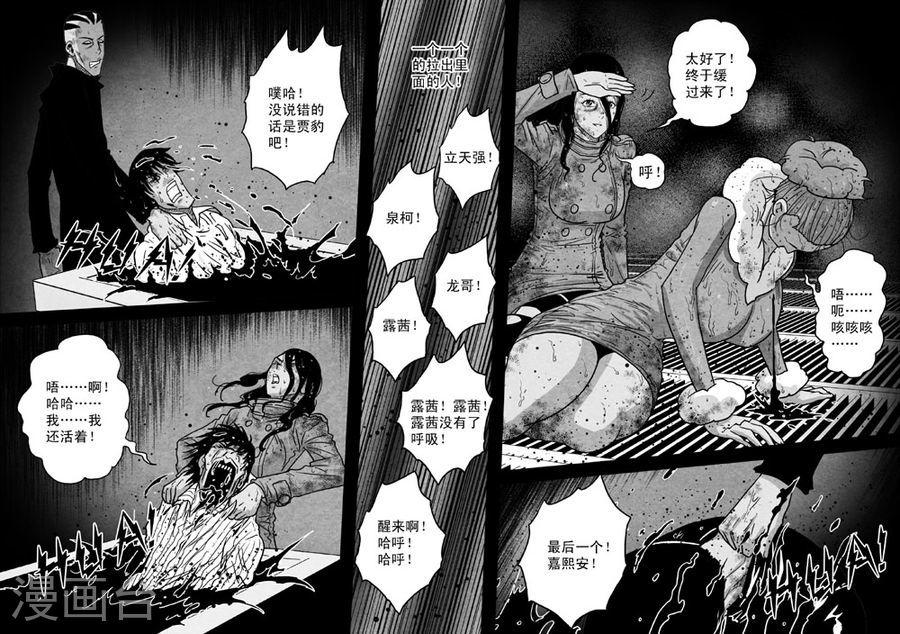 噗哈！
没说错的
话是贾豹
吧！
HUA!
唔……啊！
哈哈……
我……我
还活着！
HUA!
一个一个
的拉出里
面的人！
立天强！
泉柯！
龙哥！
露茜！
露茜！露茜！
露茜没有了
呼吸！
醒来啊！
哈呼！
哈呼！
太好了！
终于缓
过来了！
呼！
唔……
呃……
咳咳咳！
最后一个！
嘉熙安！
HUA!
漫画台